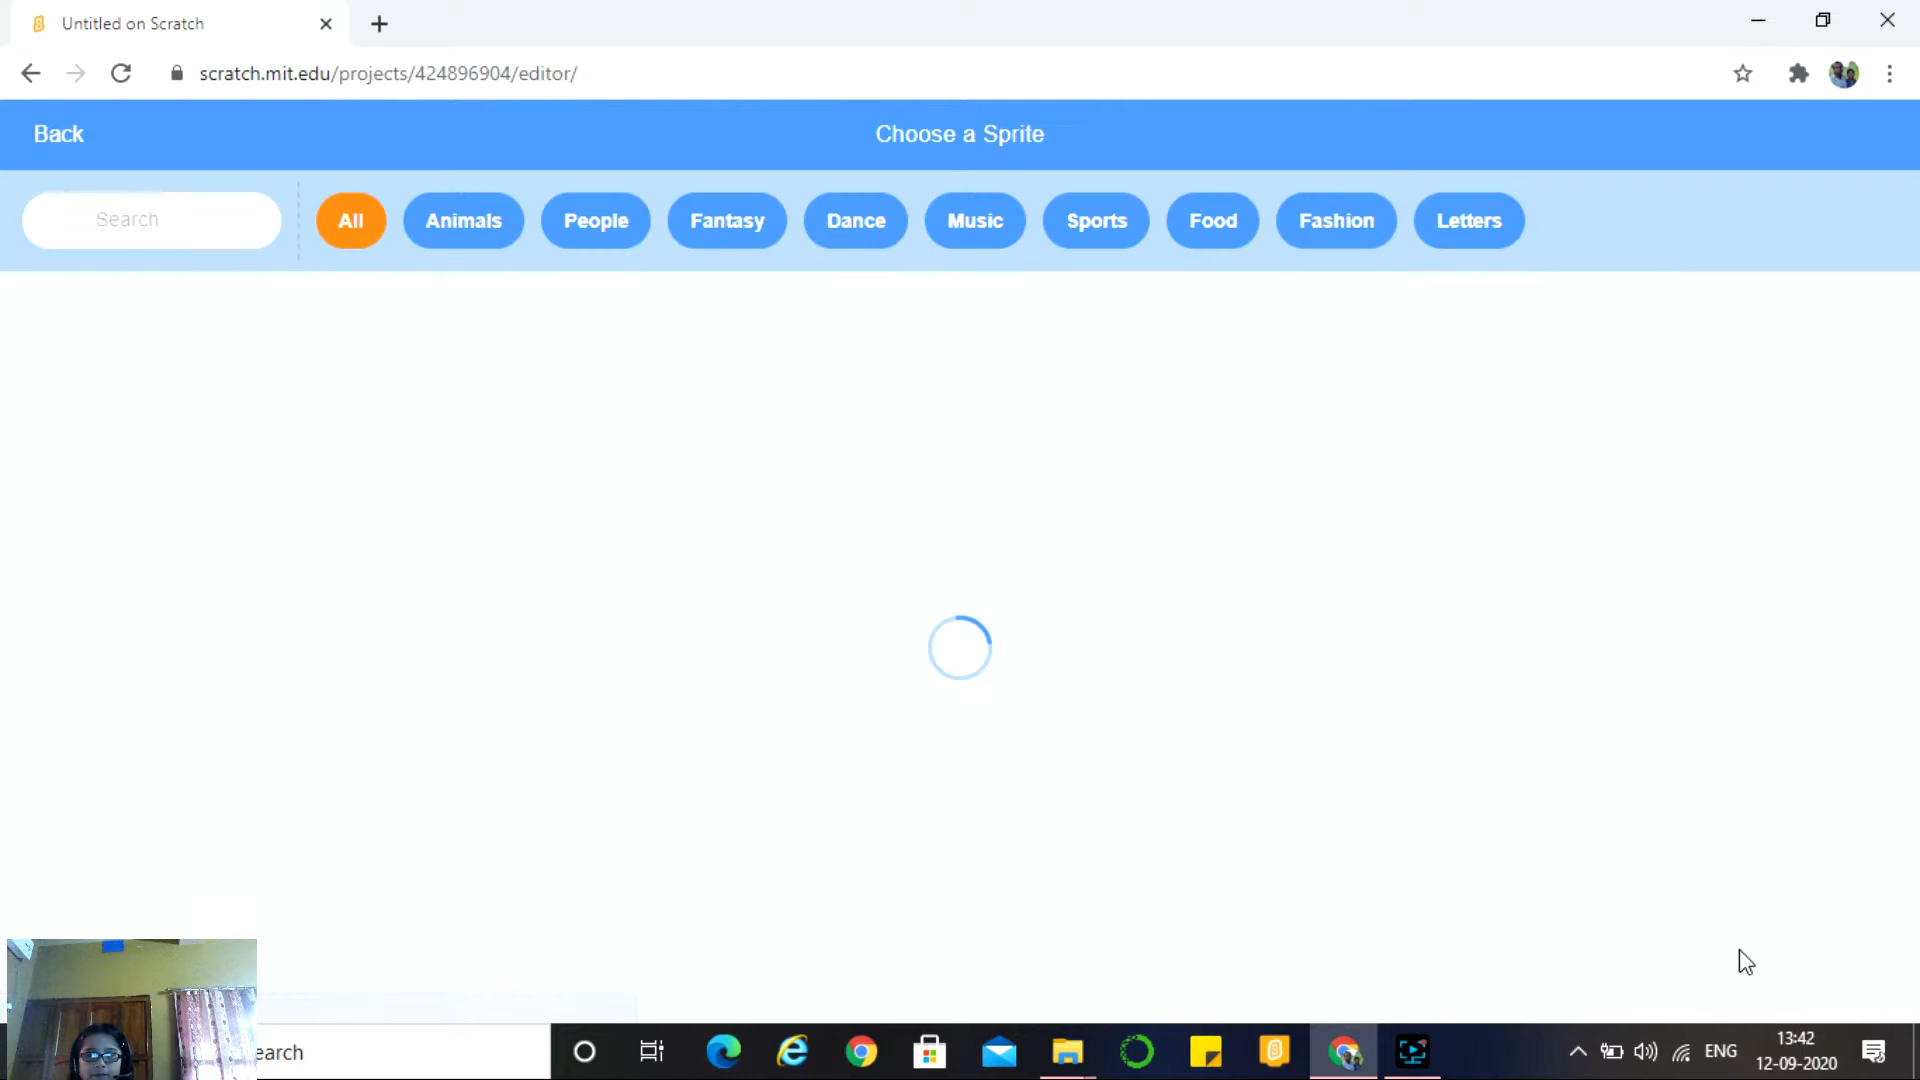 Untitled on Scratch
scratch.mit.edu/projects/424896904/editor/
Back
Choose a Sprite
Search
All
Animals
People
Fantasy
Dance
Music
Sports
Food
Fashion
Letters
earch
ENG
13:42
12-09-2020